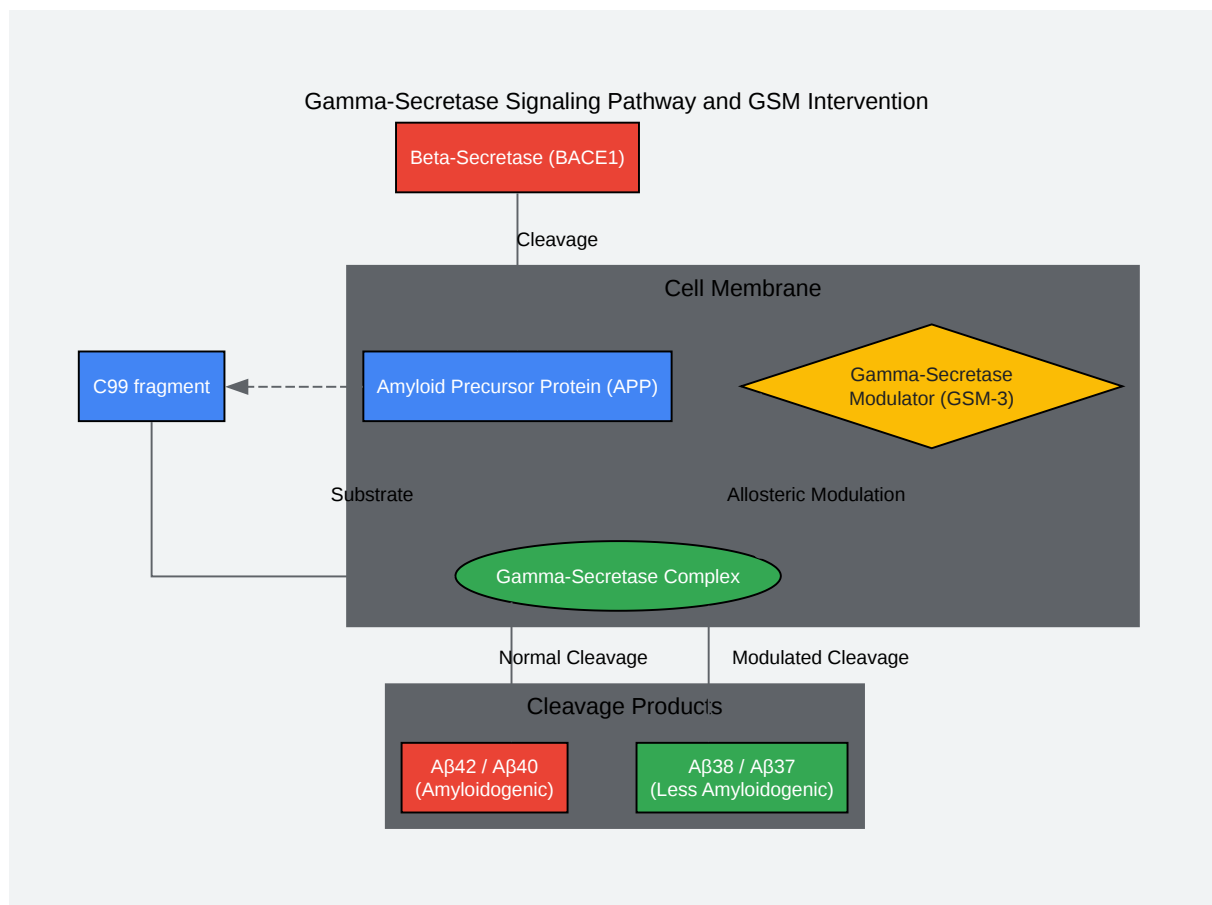 Gamma-Secretase Signaling Pathway and GSM Intervention
Beta-Secretase (BACE1)
Cleavage
Cell Membrane
C99 fragment
Amyloid Precursor Protein (APP)
Gamma-Secretase
Modulator (GSM-3)
Substrate
Allosteric Modulation
Gamma-Secretase Complex
Normal Cleavage
Modulated Cleavage
Cleavage Products
Aβ42 / Aβ40
(Amyloidogenic)
Aβ38 / Aβ37
(Less Amyloidogenic)